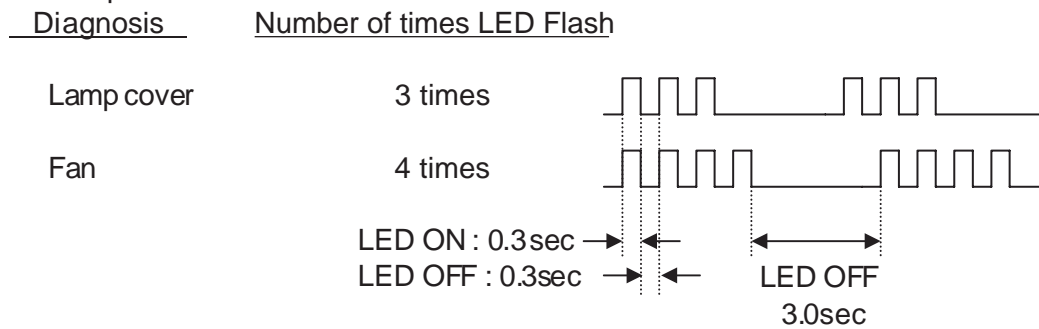 Diagnosis Number of times LED Flash
Lamp cover 3 times
Fan 4 times
LED ON : 0.3sec
LED OFF : 0.3sec LED OFF
3.0sec